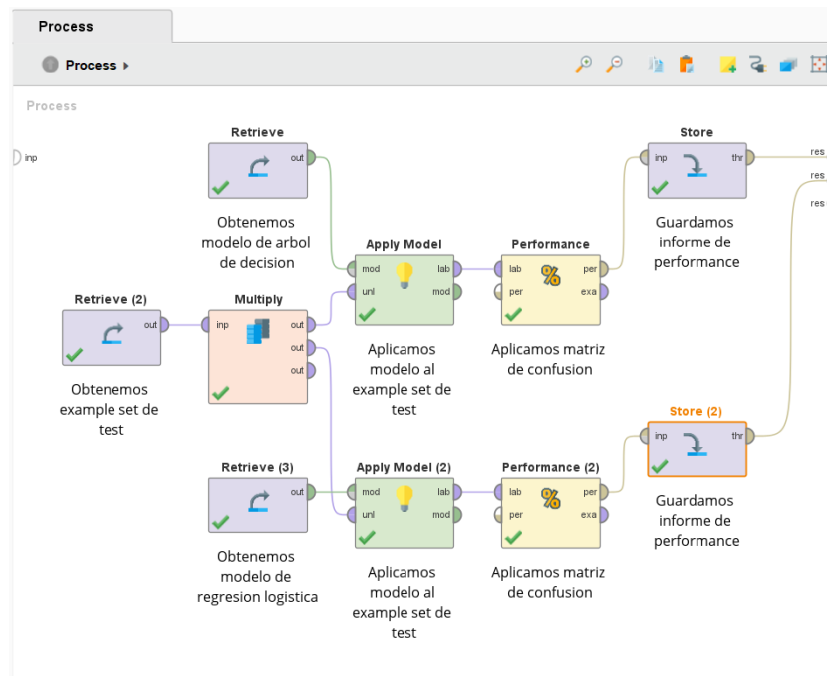 Process
Process
Process
inp
Retrieve
out
Obtenemos
modelo de arbol
de decision
Store
inp
thr
Guardamos
informe de
performance
res
res
res
Apply Model
mod
lab
unl
mod
Aplicamos
modelo al
example set de
test
Performance
lab
per
per
exa
Aplicamos matriz
de confusion
Retrieve (2)
out
Obtenemos
example set de
test
Multiply
inp
out
out
out
Store (2)
inp
thr
Guardamos
informe de
performance
Retrieve (3)
out
Obtenemos
modelo de
regresion logistica
Apply Model (2)
mod
lab
unl
mod
Aplicamos
modelo al
example set de
test
Performance (2)
lab
per
per
exa
Aplicamos matriz
de confusion